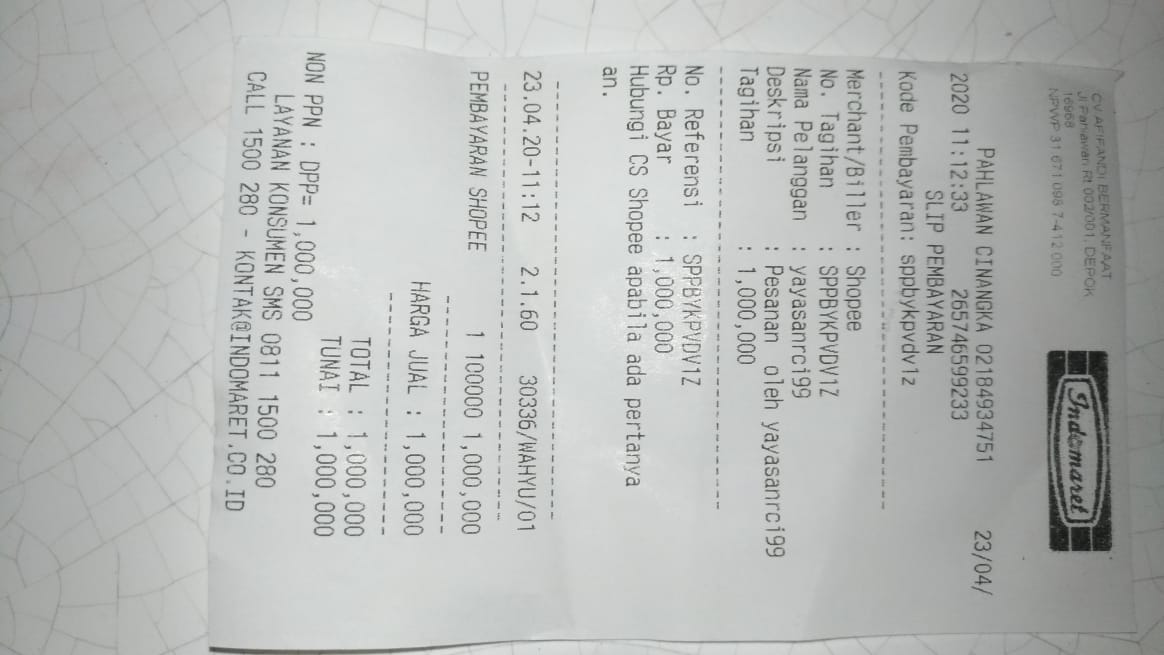 CV AFIFANDI BERMANFAAT
Jl Pahlawan Rt 002/001, DEPOK
16968
NPWP 31 671 098 7-412 000
Indomaret
PAHLAWAN CINANGKA 02184934751 23/04/
2020 11:12:33 265746599233
SLIP PEMBAYARAN
Kode Pembayaran: sppbykpvdv1z
Merchant/Biller : Shopee
No. Tagihan : SPPBYKPVDV1Z
Nama Pelanggan : yayasanrci99
Deskripsi : Pesanan oleh yayasanrci99
Tagihan : 1,000,000
No. Referensi : SPPBYKPVDV1Z
Rp. Bayar : 1,000,000
Hubungi CS Shopee apabila ada pertanya
an.
23.04.20-11:12 2.1.60 30336/WAHYU/01
PEMBAYARAN SHOPEE 1 100000 1,000,000
HARGA JUAL : 1,000,000
TOTAL : 1,000,000
TUNAI : 1,000,000
NON PPN : DPP= 1,000,000
LAYANAN KONSUMEN SMS 0811 1500 280
CALL 1500 280 - KONTAK@INDOMARET.CO.ID